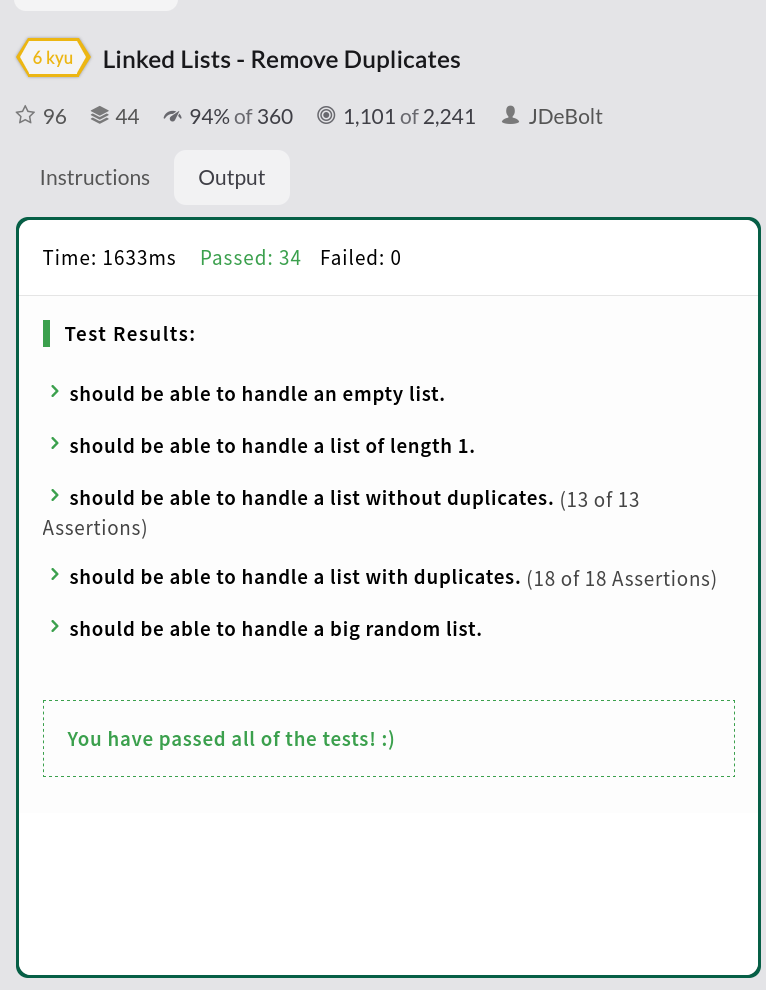 6 kyu Linked Lists - Remove Duplicates
96 44 94% of 360 1,101 of 2,241 JDeBolt
Instructions Output
Time: 1633ms Passed: 34 Failed: 0
Test Results:
should be able to handle an empty list.
should be able to handle a list of length 1.
should be able to handle a list without duplicates. (13 of 13
Assertions)
should be able to handle a list with duplicates. (18 of 18 Assertions)
should be able to handle a big random list.
You have passed all of the tests! :)